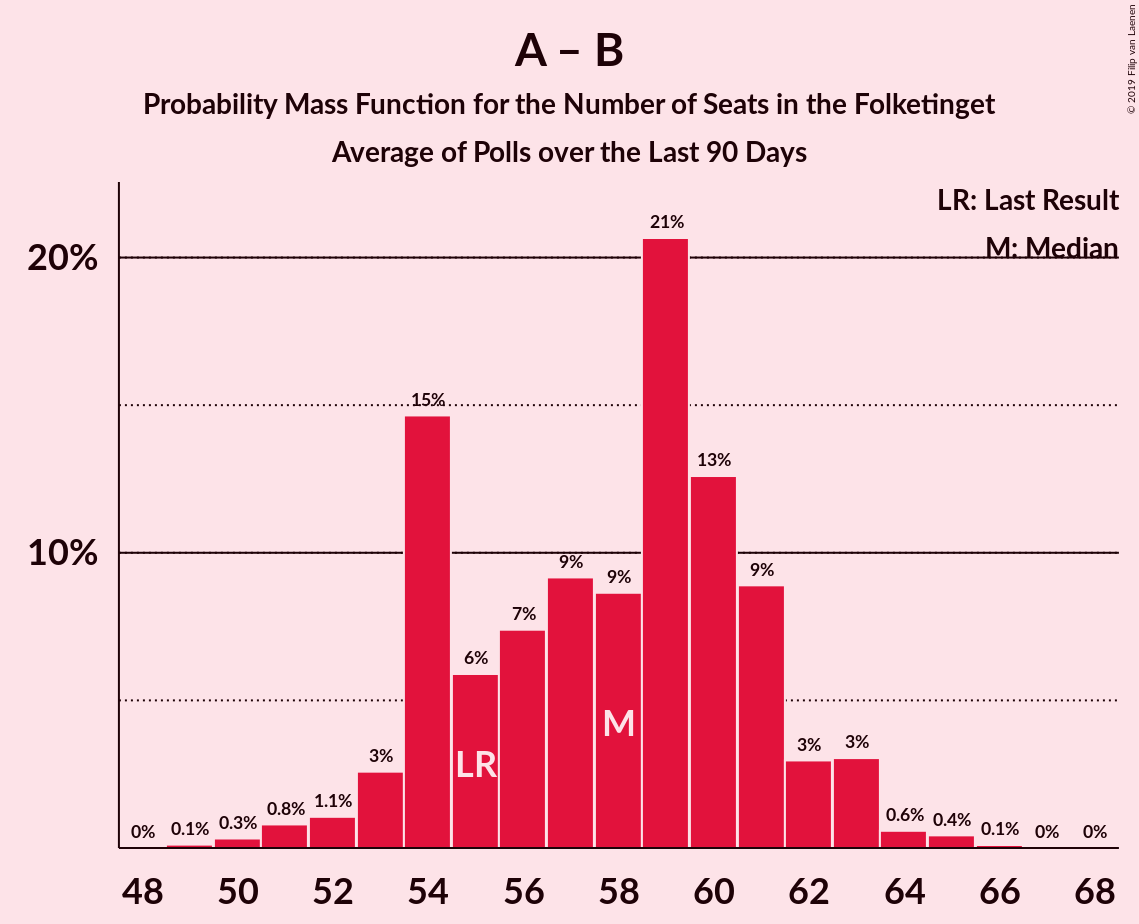 A – B
Probability Mass Function for the Number of Seats in the Folketinget
Average of Polls over the Last 90 Days
© 2019 Filip van Laenen
LR: Last Result
M: Median
20%
10%
0%
0.1%
0.3%
0.8%
1.1%
3%
15%
6%
7%
9%
9%
21%
13%
9%
3%
3%
0.6%
0.4%
0.1%
0%
0%
LR
M
48 50 52 54 56 58 60 62 64 66 68